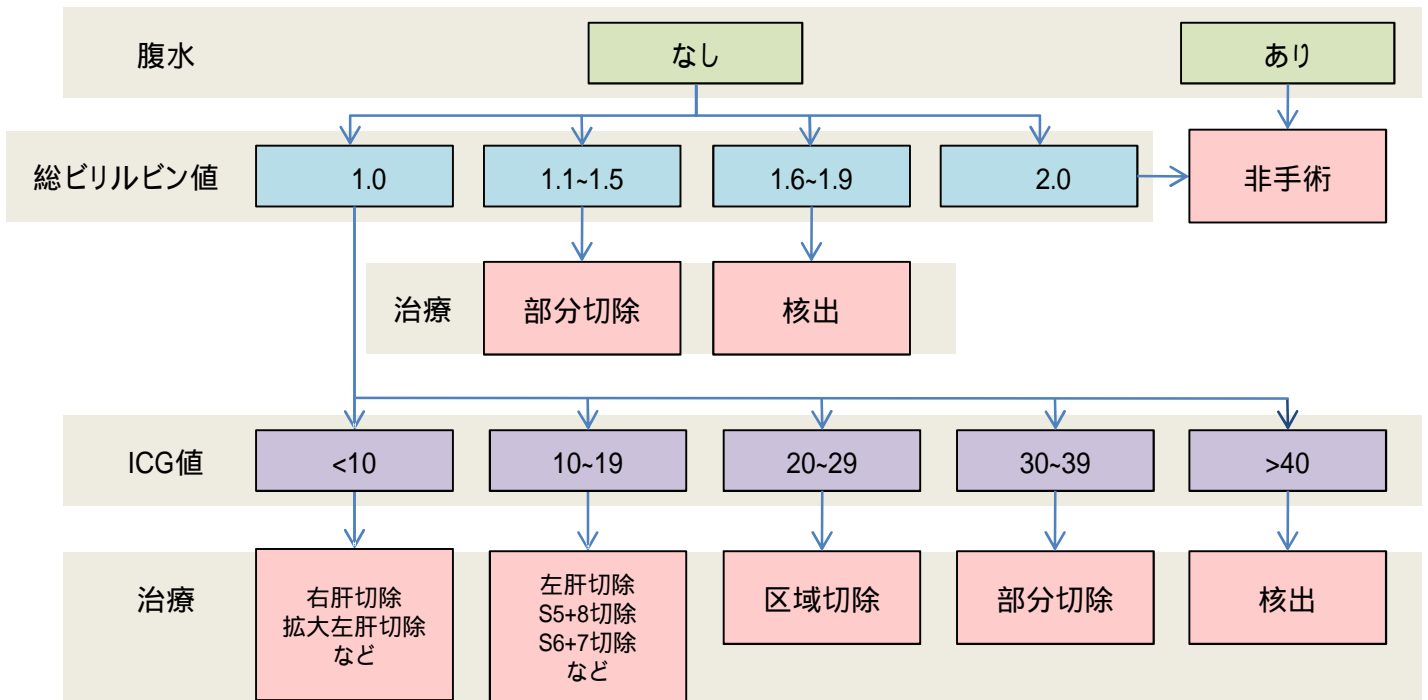 腹水
なし
あり
総ビリルビン値
1.0
1.1~1.5
1.6~1.9
2.0
非手術
治療
部分切除
核出
ICG値
<10
10~19
20~29
30~39
>40
治療
右肝切除
拡大左肝切除
など
左肝切除
S5+8切除
S6+7切除
など
区域切除
部分切除
核出